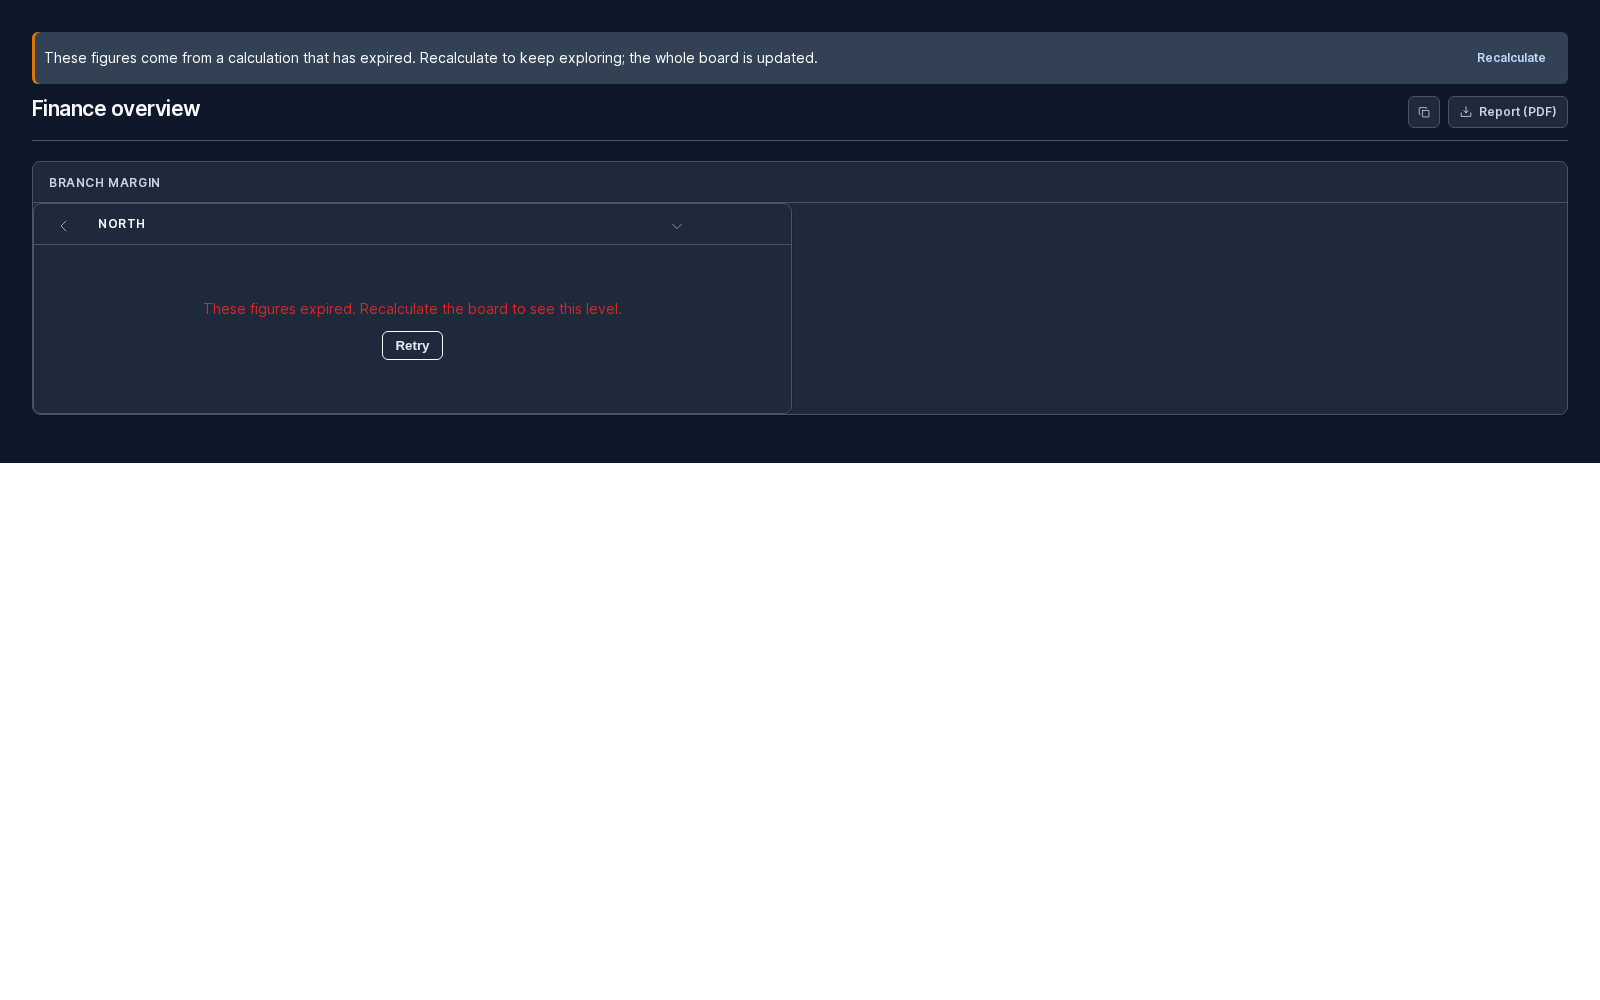 These figures come from a calculation that has expired. Recalculate to keep exploring; the whole board is updated.
Recalculate
Finance overview
Report (PDF)
BRANCH MARGIN
NORTH
These figures expired. Recalculate the board to see this level.
Retry